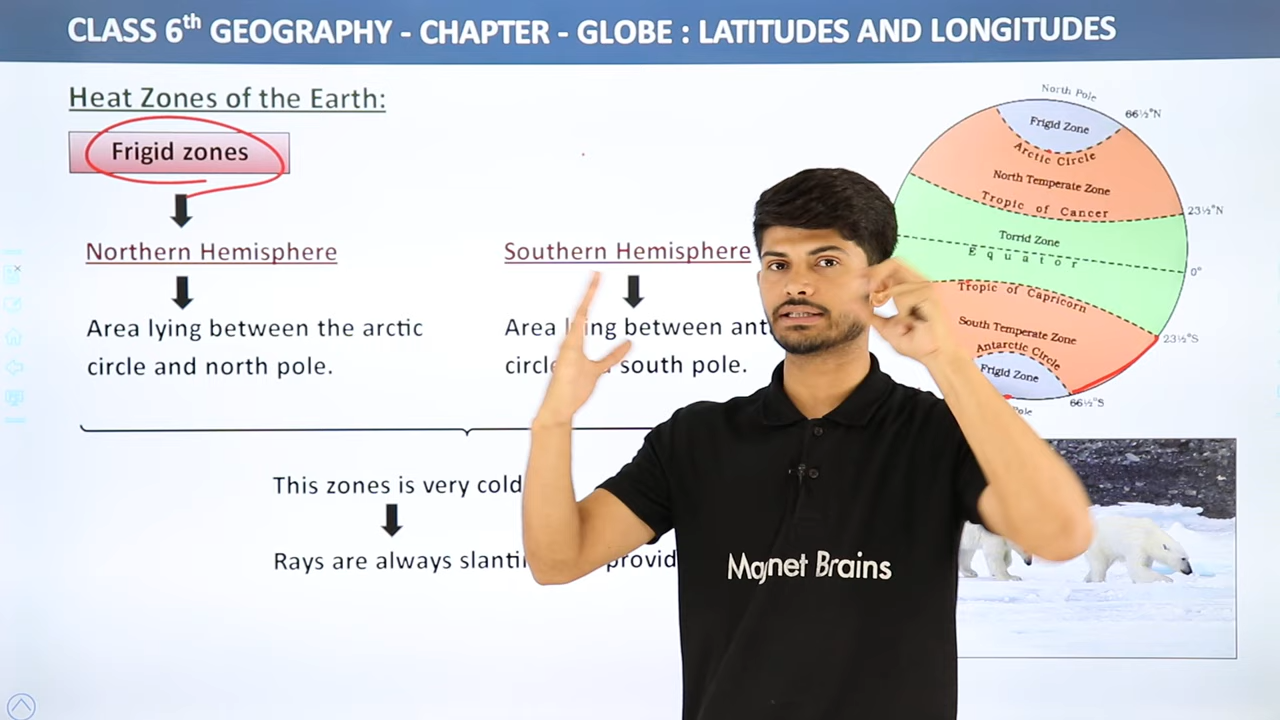 CLASS 6th GEOGRAPHY - CHAPTER - GLOBE : LATITUDES AND LONGITUDES
Heat Zones of the Earth:
Frigid zones
Northern Hemisphere
Area lying between the arctic
circle and north pole.
Southern Hemisphere
Area between
south pole.
This zones is very cold
Rays are always
North Pole
66½°N
Frigid Zone
Arctic Circle
North Temperate Zone
Tropic of Cancer
23½°N
Torrid Zone
Equator
0°
Tropic of Capricorn
South Temperate Zone
23½°S
Antarctic Circle
Frigid Zone
66½°S
Magnet Brains